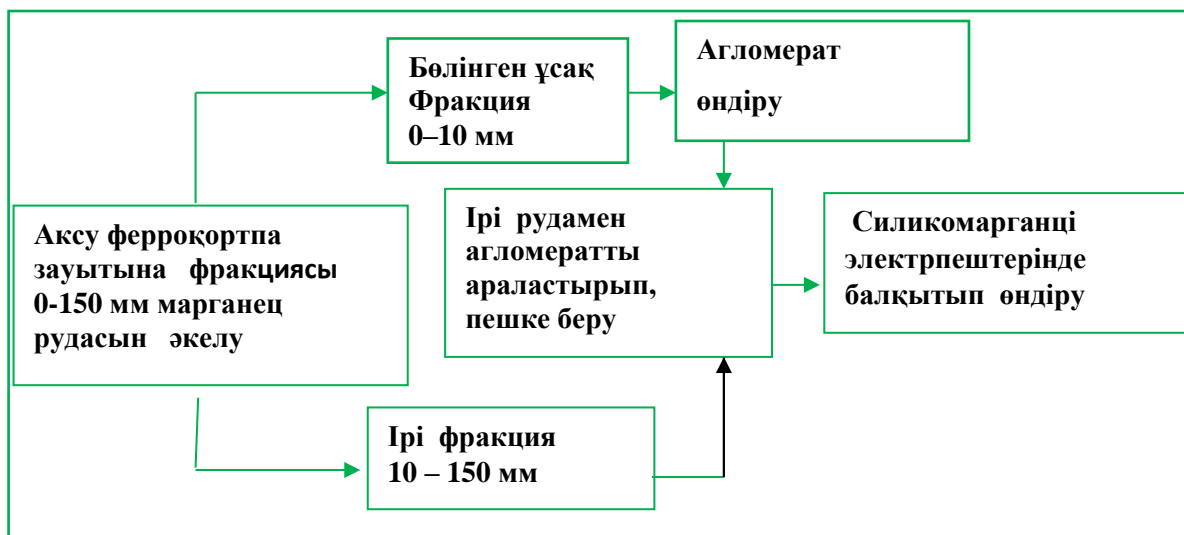 Бөлінген ұсақ
Фракция
0–10 мм
Агломерат
өндіру
Аксу ферроқортпа
зауытына фракциясы
0-150 мм марганец
рудасын әкелу
Ірі рудамен
агломератты
араластырып,
пешке беру
Силикомарганці
электрпештерінде
балқытып өндіру
Ірі фракция
10 – 150 мм